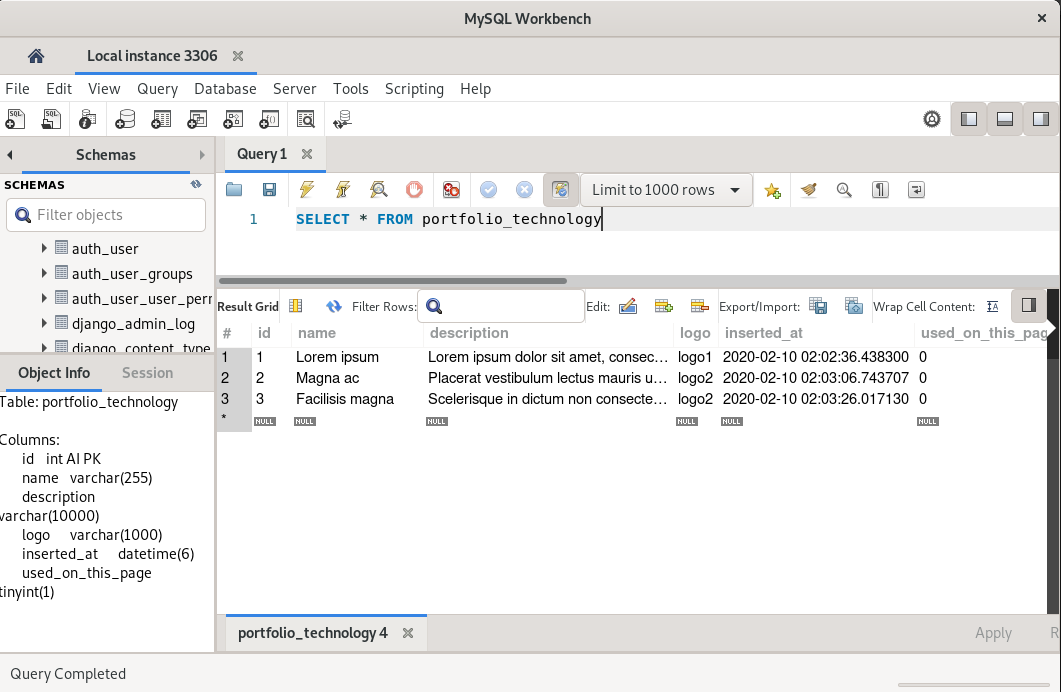 MySQL Workbench
Local instance 3306
File Edit View Query Database Server Tools Scripting Help
Schemas
Query 1
SCHEMAS
Filter objects
Limit to 1000 rows
1 SELECT * FROM portfolio_technology
auth_user
auth_user_groups
auth_user_user_perr
django_admin_log
django_content_type
Result Grid Filter Rows: Edit: Export/Import: Wrap Cell Content:
# id name description logo inserted_at used_on_this_pag
1 1 Lorem ipsum Lorem ipsum dolor sit amet, consec… logo1 2020-02-10 02:02:36.438300 0
2 2 Magna ac Placerat vestibulum lectus mauris u… logo2 2020-02-10 02:03:06.743707 0
3 3 Facilisis magna Scelerisque in dictum non consecte… logo2 2020-02-10 02:03:26.017130 0
* NULL NULL NULL NULL NULL NULL
Object Info Session
Table: portfolio_technology
Columns:
id int AI PK
name varchar(255)
description
varchar(10000)
logo varchar(1000)
inserted_at datetime(6)
used_on_this_page
tinyint(1)
portfolio_technology 4
Apply R
Query Completed